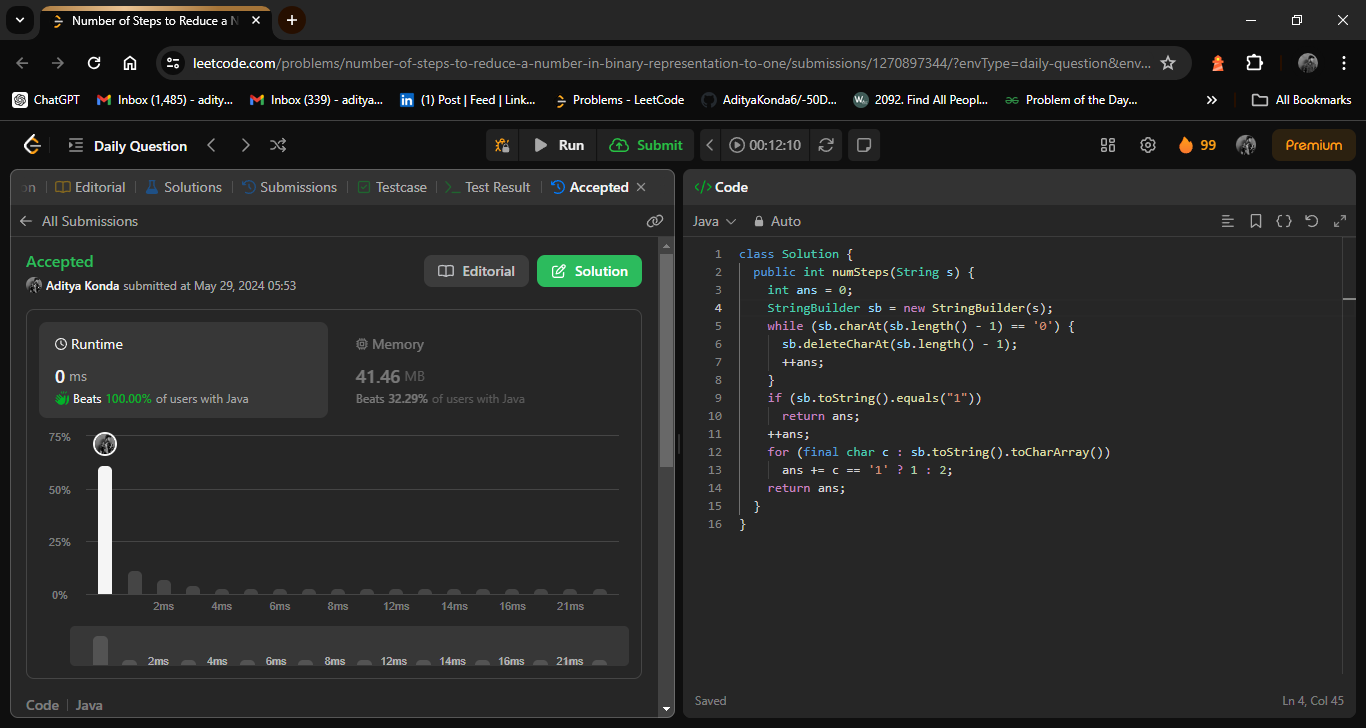 Number of Steps to Reduce a N
leetcode.com/problems/number-of-steps-to-reduce-a-number-in-binary-representation-to-one/submissions/1270897344/?envType=daily-question&env...
ChatGPT Inbox (1,485) - adity... Inbox (339) - aditya... (1) Post | Feed | Link... Problems - LeetCode AdityaKonda6/-50D... 2092. Find All Peopl... Problem of the Day... » All Bookmarks
Daily Question Run Submit 00:12:10 99 Premium
on Editorial Solutions Submissions Testcase Test Result Accepted
All Submissions
Accepted
Aditya Konda submitted at May 29, 2024 05:53
Editorial Solution
Runtime
0 ms
Beats 100.00% of users with Java
Memory
41.46 MB
Beats 32.29% of users with Java
75%
50%
25%
0%
2ms 4ms 6ms 8ms 12ms 14ms 16ms 21ms
2ms 4ms 6ms 8ms 12ms 14ms 16ms 21ms
Code | Java
</> Code
Java Auto
1 class Solution {
2 public int numSteps(String s) {
3 int ans = 0;
4 StringBuilder sb = new StringBuilder(s);
5 while (sb.charAt(sb.length() - 1) == '0') {
6 sb.deleteCharAt(sb.length() - 1);
7 ++ans;
8 }
9 if (sb.toString().equals("1"))
10 return ans;
11 ++ans;
12 for (final char c : sb.toString().toCharArray())
13 ans += c == '1' ? 1 : 2;
14 return ans;
15 }
16 }
Saved
Ln 4, Col 45